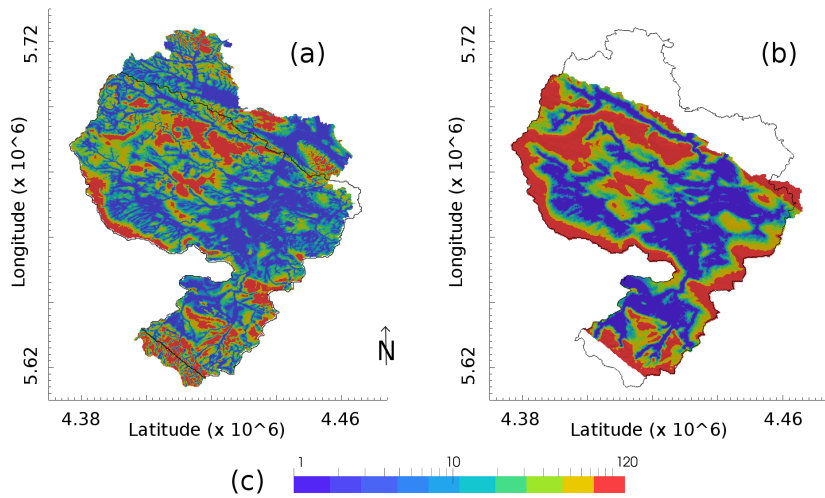 (a)
(b)
5.72
5.62
Longitude (x 10^6)
4.38
4.46
Latitude (x 10^6)
N
5.72
5.62
Longitude (x 10^6)
4.38
4.46
Latitude (x 10^6)
(c)
1
10
120